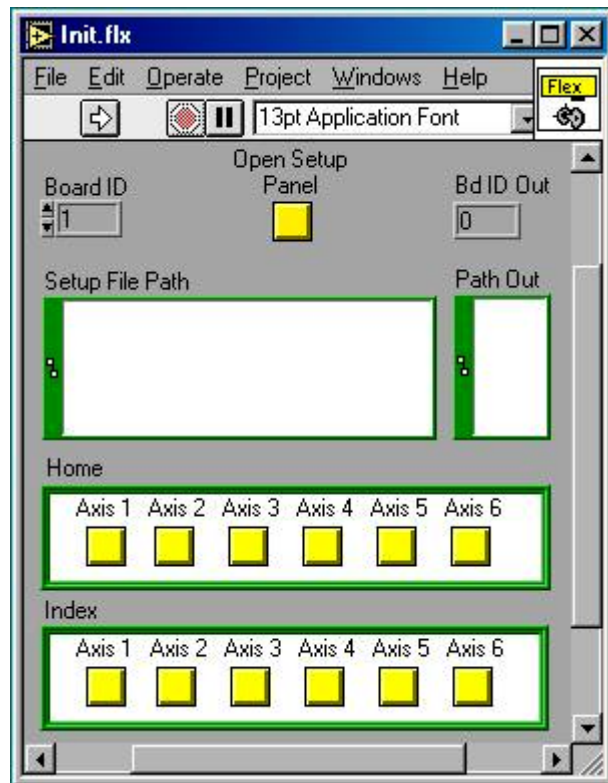 Init.flx
File Edit Operate Project Windows Help
13pt Application Font
Flex
Open Setup
Panel
Board ID
1
Bd ID Out
0
Setup File Path
Path Out
Home
Axis 1 Axis 2 Axis 3 Axis 4 Axis 5 Axis 6
Index
Axis 1 Axis 2 Axis 3 Axis 4 Axis 5 Axis 6